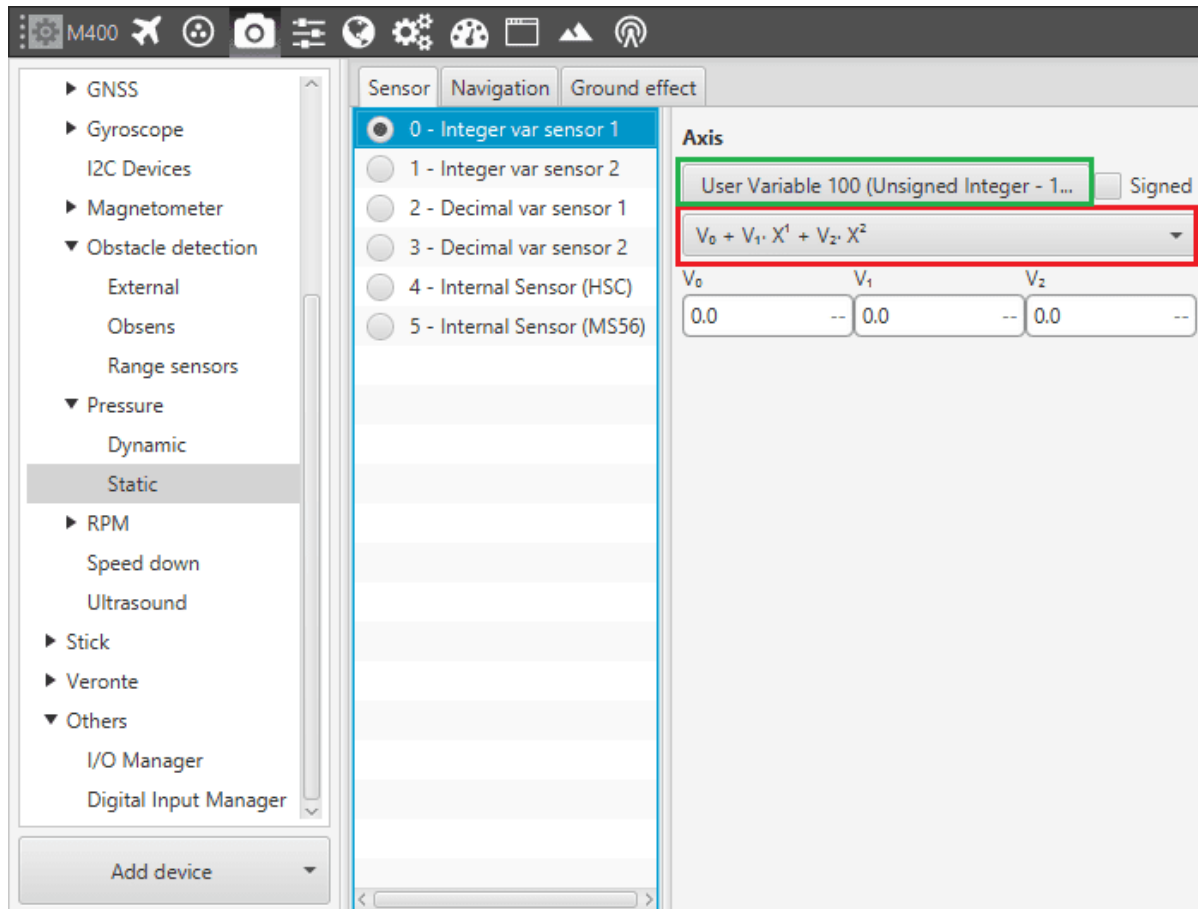 M400
GNSS
Gyroscope
I2C Devices
Magnetometer
Obstacle detection
External
Obsens
Range sensors
Pressure
Dynamic
Static
RPM
Speed down
Ultrasound
Stick
Veronte
Others
I/O Manager
Digital Input Manager
Add device
Sensor Navigation Ground effect
0 - Integer var sensor 1
1 - Integer var sensor 2
2 - Decimal var sensor 1
3 - Decimal var sensor 2
4 - Internal Sensor (HSC)
5 - Internal Sensor (MS56)
Axis
User Variable 100 (Unsigned Integer - 1... Signed
V₀ + V₁· X¹ + V₂· X²
V₀ V₁ V₂
0.0 -- 0.0 -- 0.0 --